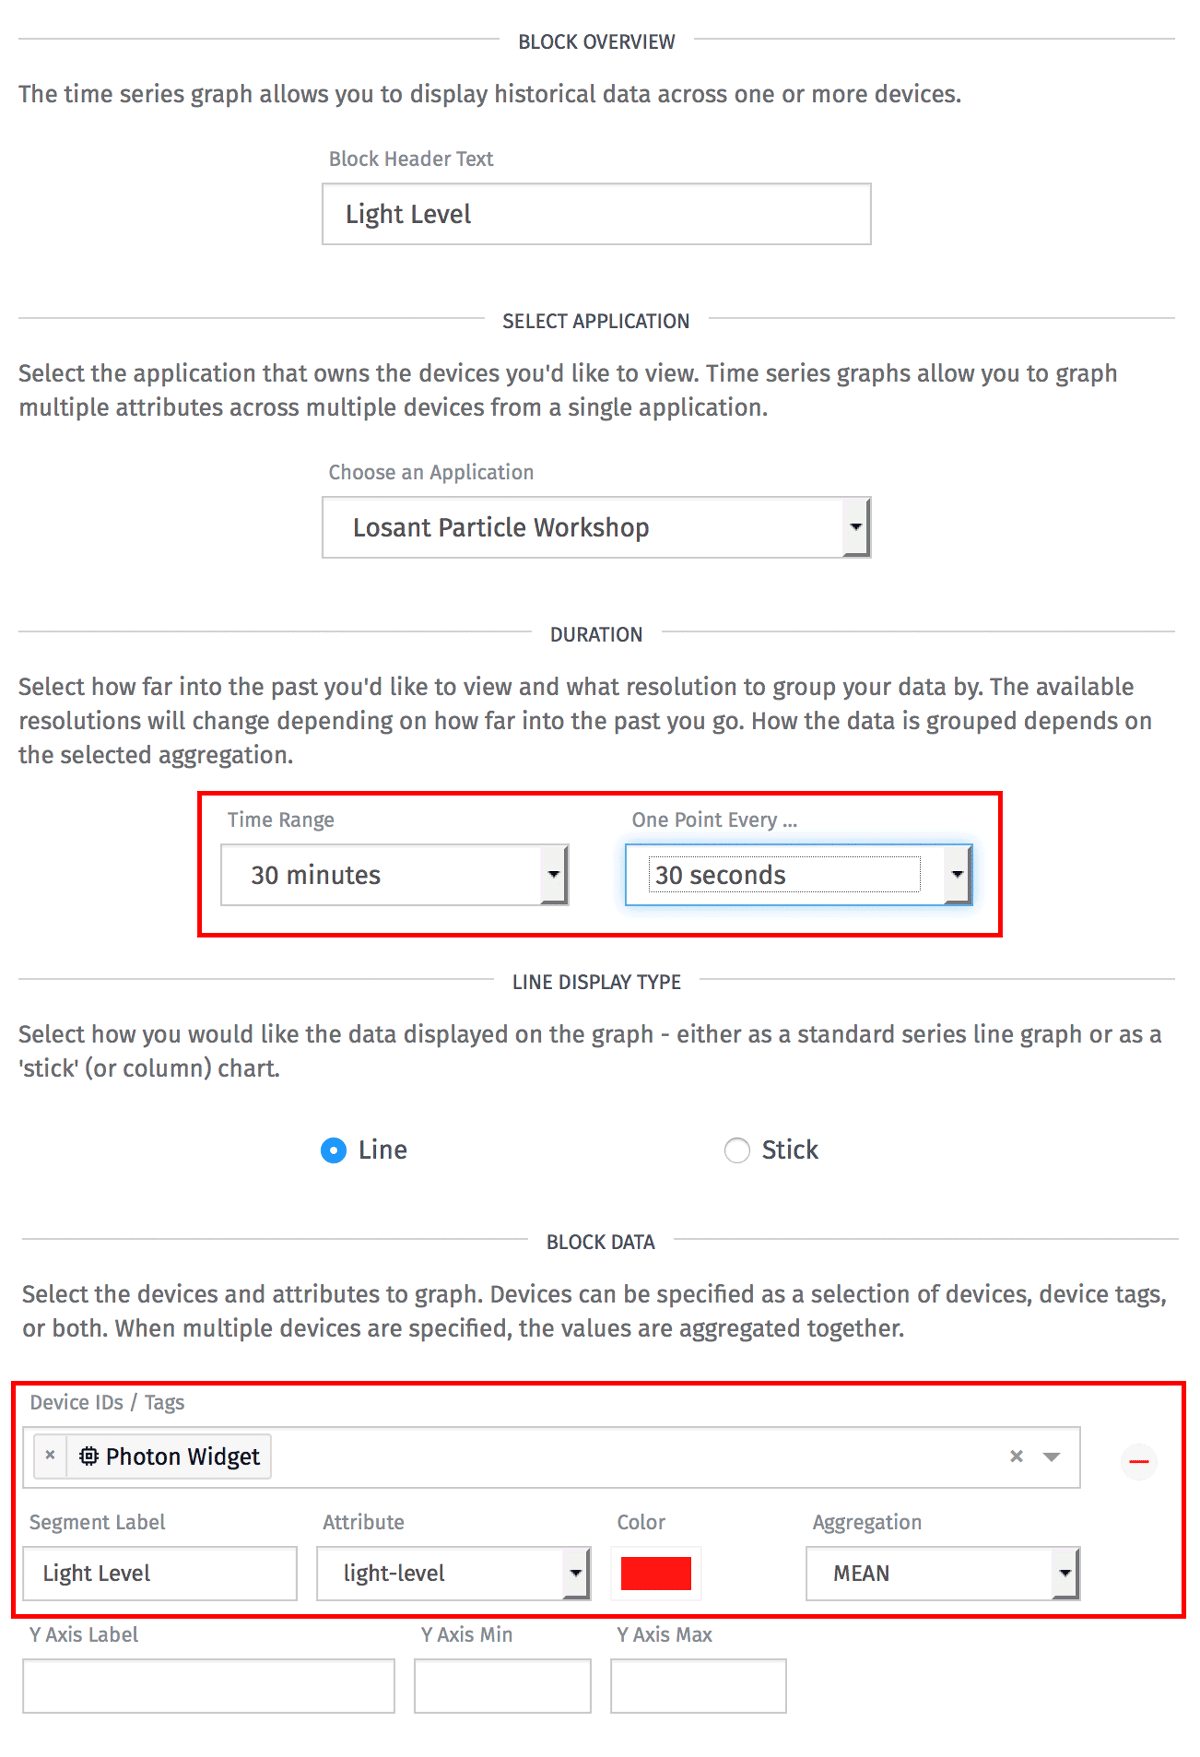 BLOCK OVERVIEW
The time series graph allows you to display historical data across one or more devices.
Block Header Text
Light Level
SELECT APPLICATION
Select the application that owns the devices you'd like to view. Time series graphs allow you to graph
multiple attributes across multiple devices from a single application.
Choose an Application
Losant Particle Workshop
DURATION
Select how far into the past you'd like to view and what resolution to group your data by. The available
resolutions will change depending on how far into the past you go. How the data is grouped depends on
the selected aggregation.
Time Range One Point Every ...
30 minutes 30 seconds
LINE DISPLAY TYPE
Select how you would like the data displayed on the graph - either as a standard series line graph or as a
'stick' (or column) chart.
Line Stick
BLOCK DATA
Select the devices and attributes to graph. Devices can be specified as a selection of devices, device tags,
or both. When multiple devices are specified, the values are aggregated together.
Device IDs / Tags
× Photon Widget ×
Segment Label Attribute Color Aggregation
Light Level light-level MEAN
Y Axis Label Y Axis Min Y Axis Max